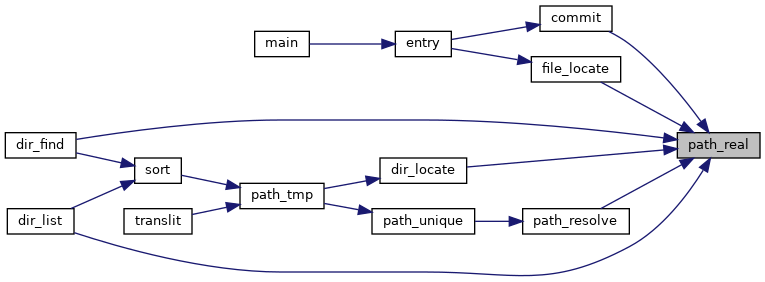 commit
main
entry
file_locate
dir_find
path_real
sort
dir_locate
path_tmp
dir_list
translit
path_unique
path_resolve